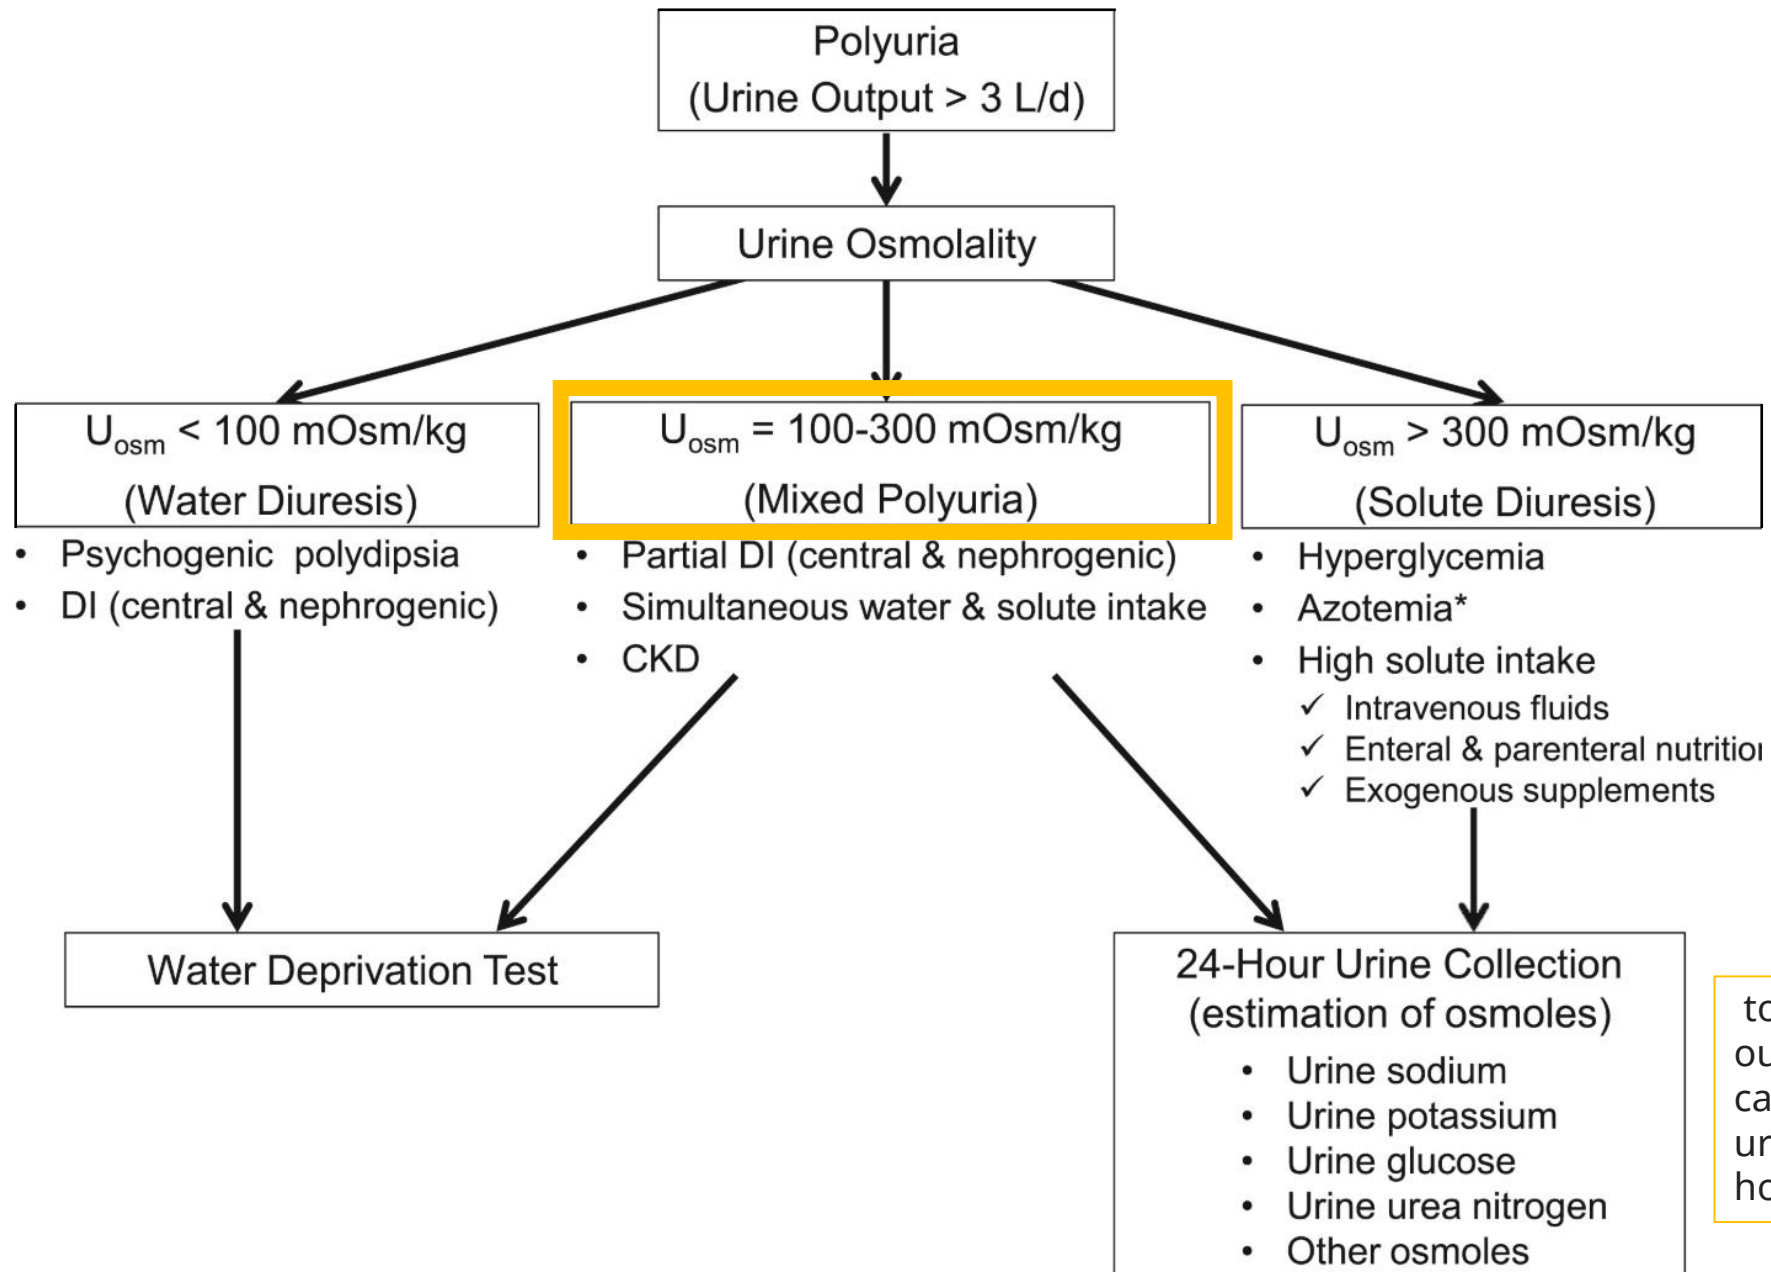 Polyuria
(Urine Output > 3 L/d)
Urine Osmolality
Uosm < 100 mOsm/kg
(Water Diuresis)
• Psychogenic polydipsia
• DI (central & nephrogenic)
Uosm = 100-300 mOsm/kg
(Mixed Polyuria)
• Partial DI (central & nephrogenic)
• Simultaneous water & solute intake
• CKD
Uosm > 300 mOsm/kg
(Solute Diuresis)
• Hyperglycemia
• Azotemia*
• High solute intake
✓ Intravenous fluids
✓ Enteral & parenteral nutrition
✓ Exogenous supplements
Water Deprivation Test
24-Hour Urine Collection
(estimation of osmoles)
• Urine sodium
• Urine potassium
• Urine glucose
• Urine urea nitrogen
• Other osmoles